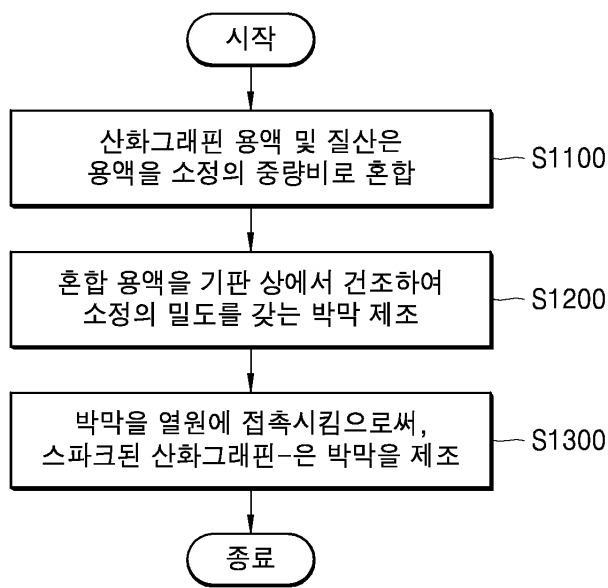 시작
산화그래핀 용액 및 질산은
용액을 소정의 중량비로 혼합
S1100
혼합 용액을 기판 상에서 건조하여
소정의 밀도를 갖는 박막 제조
S1200
박막을 열원에 접촉시킴으로써,
스파크된 산화그래핀-은 박막을 제조
S1300
종료